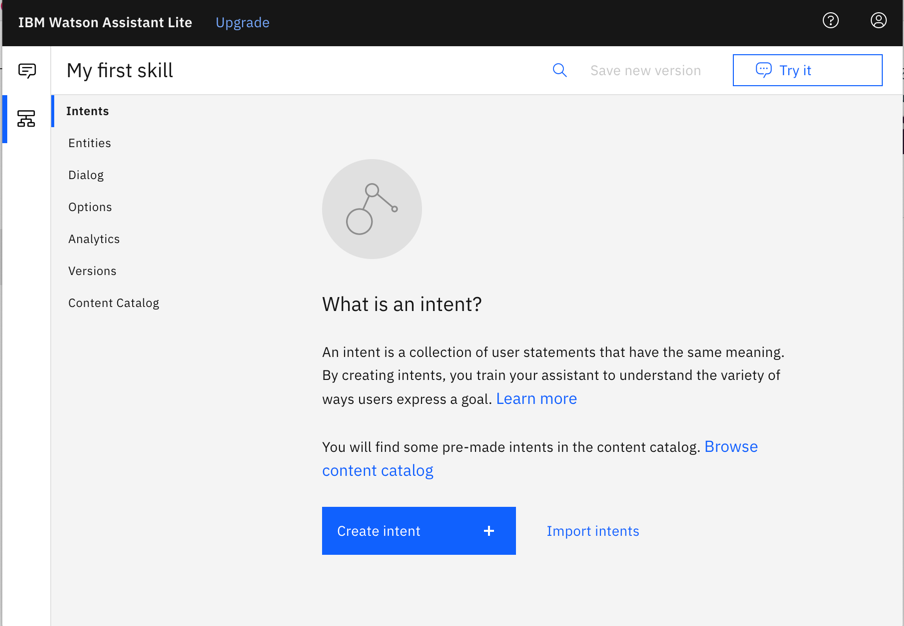 IBM Watson Assistant Lite Upgrade
My first skill Save new version Try it
Intents
Entities
Dialog
Options
Analytics
Versions
Content Catalog
What is an intent?
An intent is a collection of user statements that have the same meaning.
By creating intents, you train your assistant to understand the variety of
ways users express a goal. Learn more
You will find some pre-made intents in the content catalog. Browse
content catalog
Create intent + Import intents